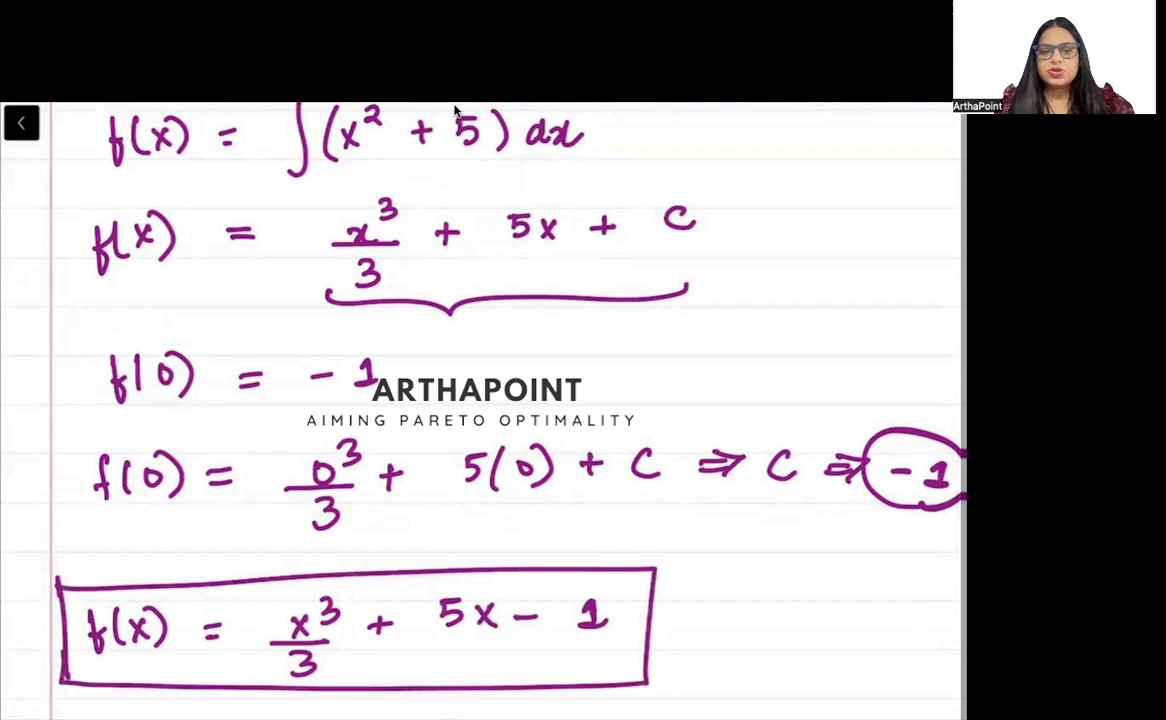 ArthaPoint
f(x) = ∫(x² + 5) dx
f(x) = x³/3 + 5x + C
f(0) = - 1
ARTHAPOINT
AIMING PARETO OPTIMALITY
f(0) = 0³/3 + 5(0) + C ⇒ C ⇒ -1
f(x) = x³/3 + 5x - 1